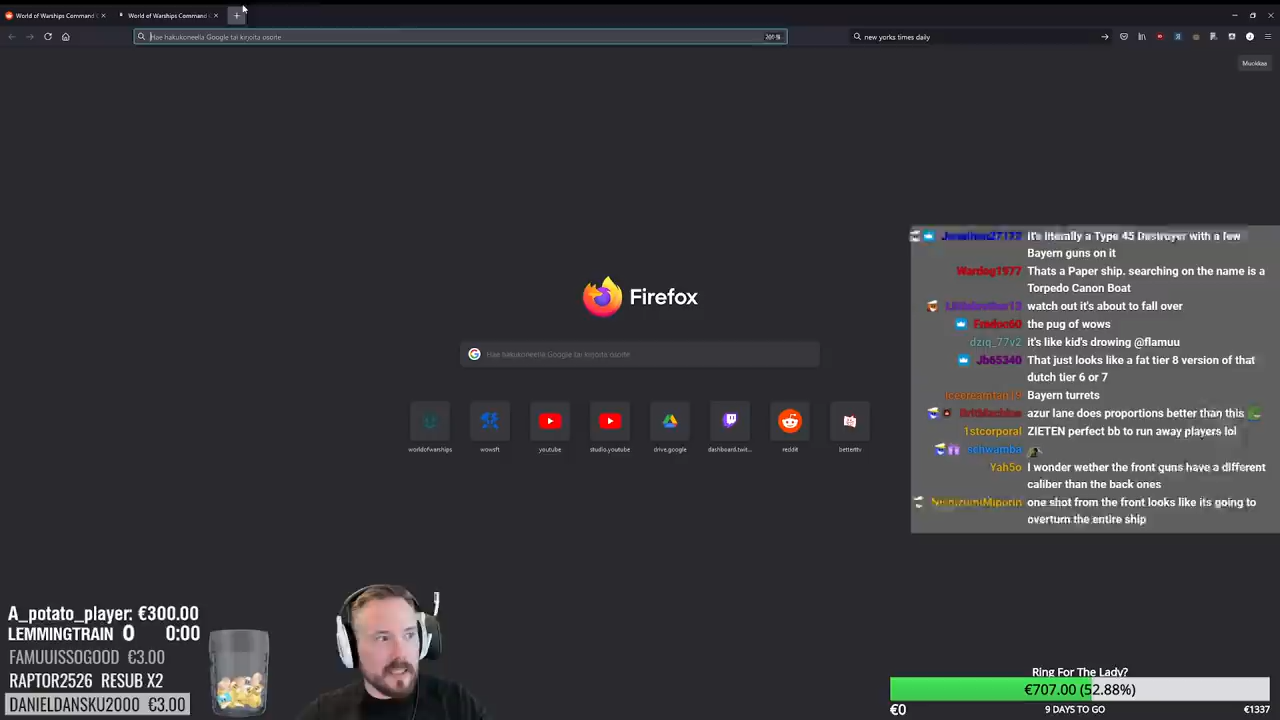 World of Warships Command
World of Warships Command
Hae hakukoneella Google tai kirjoita osoite
200 %
new yorks times daily
Muokkaa
Firefox
Hae hakukoneella Google tai kirjoita osoite
worldofwarships
wowsft
youtube
studio.youtube
drive.google
dashboard.twit...
reddit
betterttv
it's literally a Type 45 Destroyer with a few
Bayern guns on it
Thats a Paper ship. searching on the name is a
Torpedo Canon Boat
watch out it's about to fall over
the pug of wows
dziq_77v2 it's like kid's drowing @flamuu
Jb65340 That just looks like a fat tier 8 version of that
dutch tier 6 or 7
Bayern turrets
azur lane does proportions better than this
1stcorporal ZIETEN perfect bb to run away players lol
schwamba
Yah5o I wonder wether the front guns have a different
caliber than the back ones
one shot from the front looks like its going to
overturn the entire ship
A_potato_player: €300.00
LEMMINGTRAIN 0 0:00
FAMUUISSOGOOD €3.00
RAPTOR2526 RESUB X2
DANIELDANSKU2000 €3.00
Ring For The Lady?
€707.00 (52.88%)
€0 9 DAYS TO GO €1337